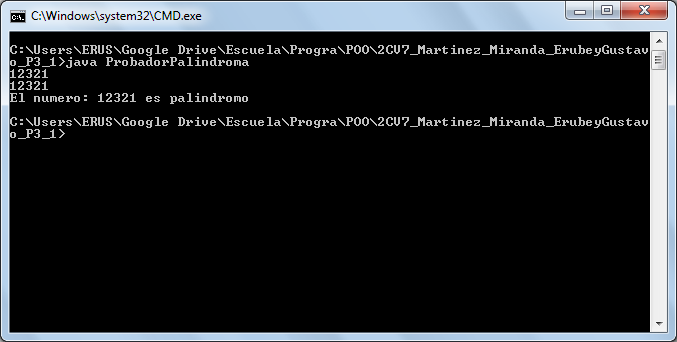 C:\Windows\system32\CMD.exe
C:\Users\ERUS\Google Drive\Escuela\Progra\POO\2CV7_Martinez_Miranda_ErubeyGustav
o_P3_1>java ProbadorPalindroma
12321
12321
El numero: 12321 es palindromo
C:\Users\ERUS\Google Drive\Escuela\Progra\POO\2CV7_Martinez_Miranda_ErubeyGustav
o_P3_1>